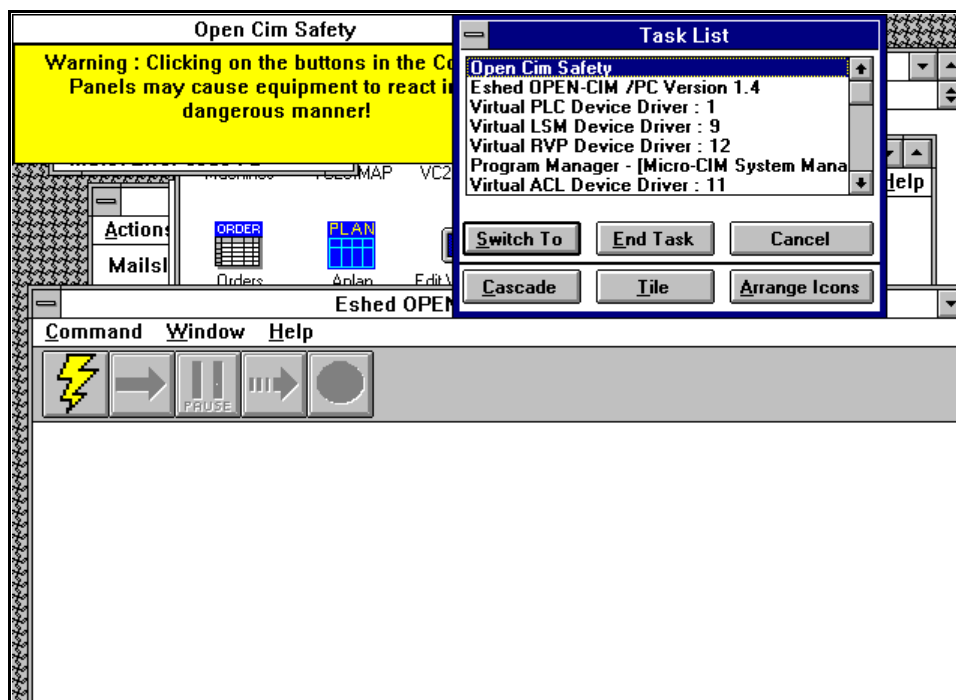 Open Cim Safety
Warning : Clicking on the buttons in the Co
Panels may cause equipment to react in
dangerous manner!
Task List
Open Cim Safety
Eshed OPEN-CIM /PC Version 1.4
Virtual PLC Device Driver : 1
Virtual LSM Device Driver : 9
Virtual RVP Device Driver : 12
Program Manager - [Micro-CIM System Mana
Virtual ACL Device Driver : 11
Switch To
End Task
Cancel
Cascade
Tile
Arrange Icons
MAP
VC2
Help
Actions
Mailsl
ORDER
Orders
PLAN
Aplan
Edit V
Eshed OPEN
Command Window Help
PAUSE